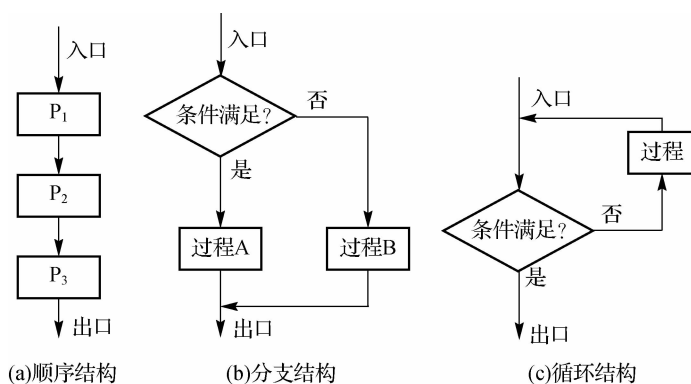 入口
P₁
P₂
P₃
出口
(a)顺序结构
入口
条件满足?
否
是
过程A
过程B
出口
(b)分支结构
入口
过程
条件满足?
否
是
出口
(c)循环结构